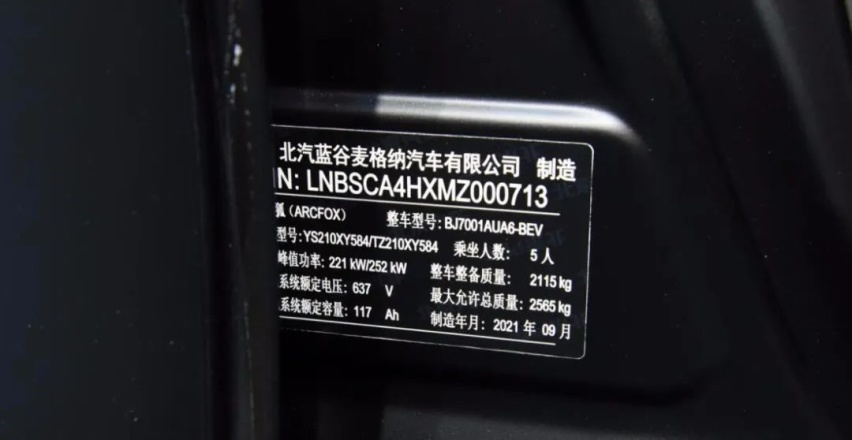 北汽蓝谷麦格纳汽车有限公司 制造
IN: LNBSCA4HXMZ000713
狐（ARCFOX） 整车型号: BJ7001AUA6-BEV
型号: YS210XY584/TZ210XY584 乘坐人数: 5 人
峰值功率: 221 kW/252 kW 整车整备质量: 2115 kg
系统额定电压: 637 V 最大允许总质量: 2565 kg
系统额定容量: 117 Ah 制造年月: 2021 年 09 月